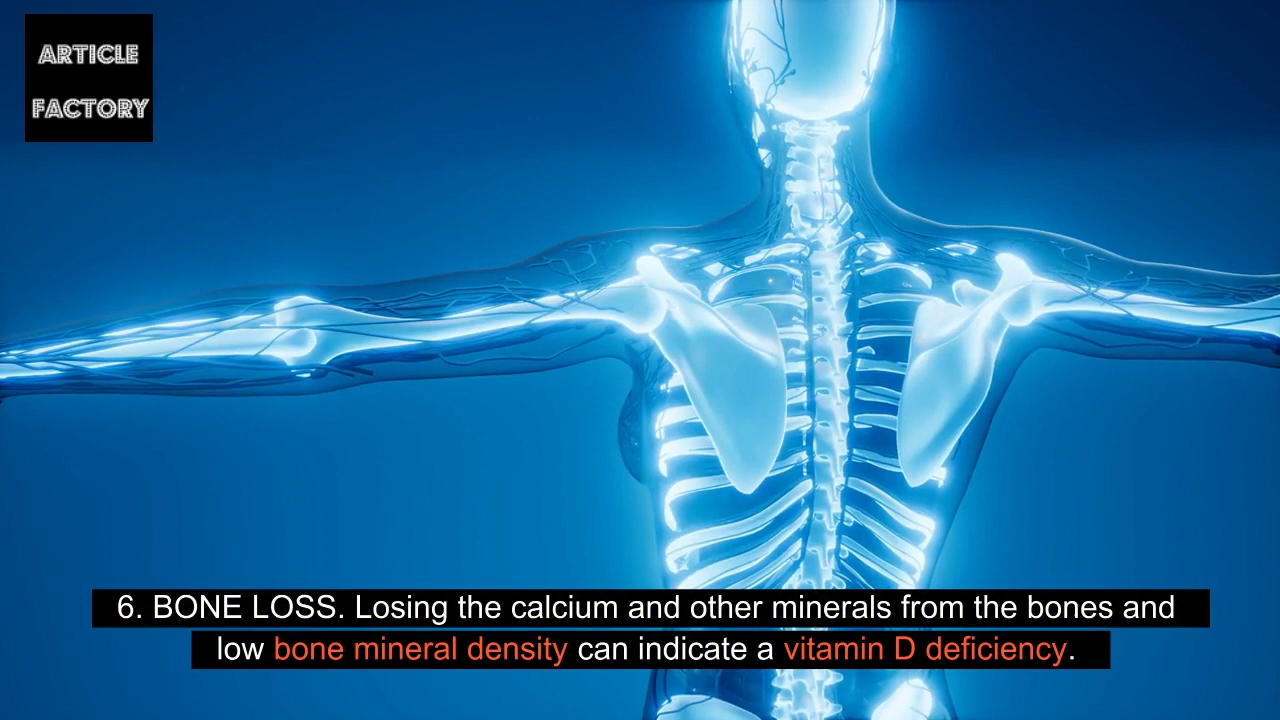 ARTICLE
FACTORY
6. BONE LOSS. Losing the calcium and other minerals from the bones and
low bone mineral density can indicate a vitamin D deficiency.